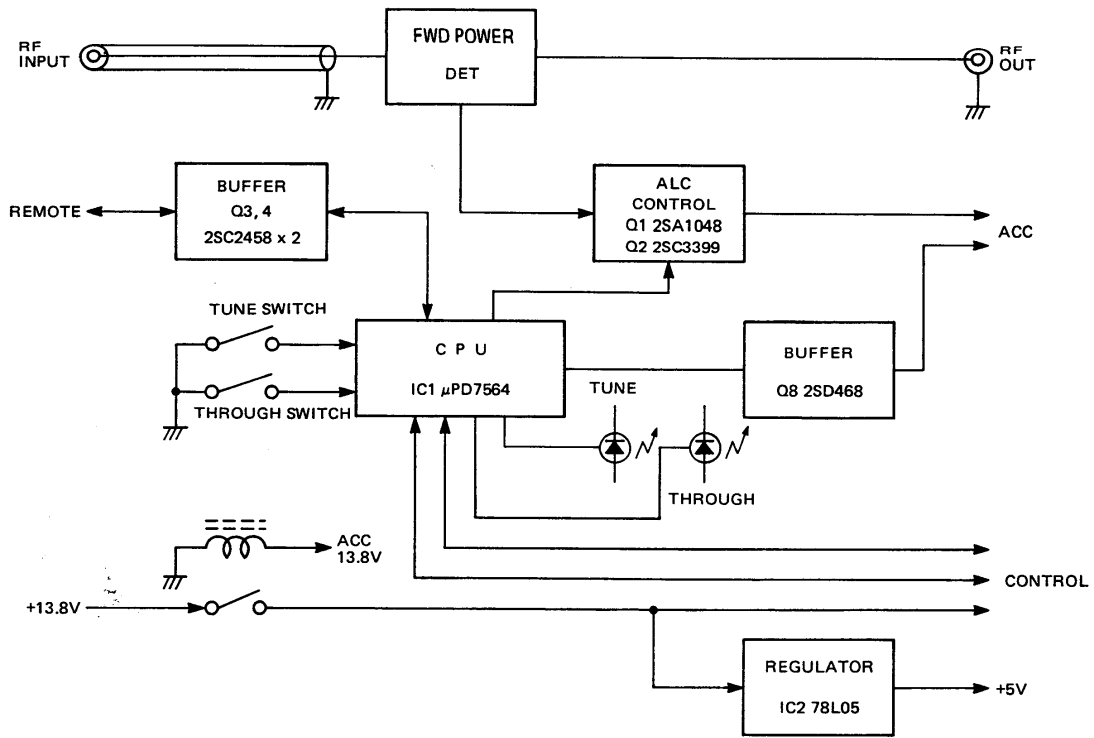 FWD POWER
DET
RF
INPUT
RF
OUT
BUFFER
Q3, 4
2SC2458 x 2
REMOTE
ALC
CONTROL
Q1 2SA1048
Q2 2SC3399
ACC
TUNE SWITCH
THROUGH SWITCH
C P U
IC1 μPD7564
BUFFER
Q8 2SD468
TUNE
THROUGH
ACC
13.8V
CONTROL
+13.8V
REGULATOR
IC2 78L05
+5V